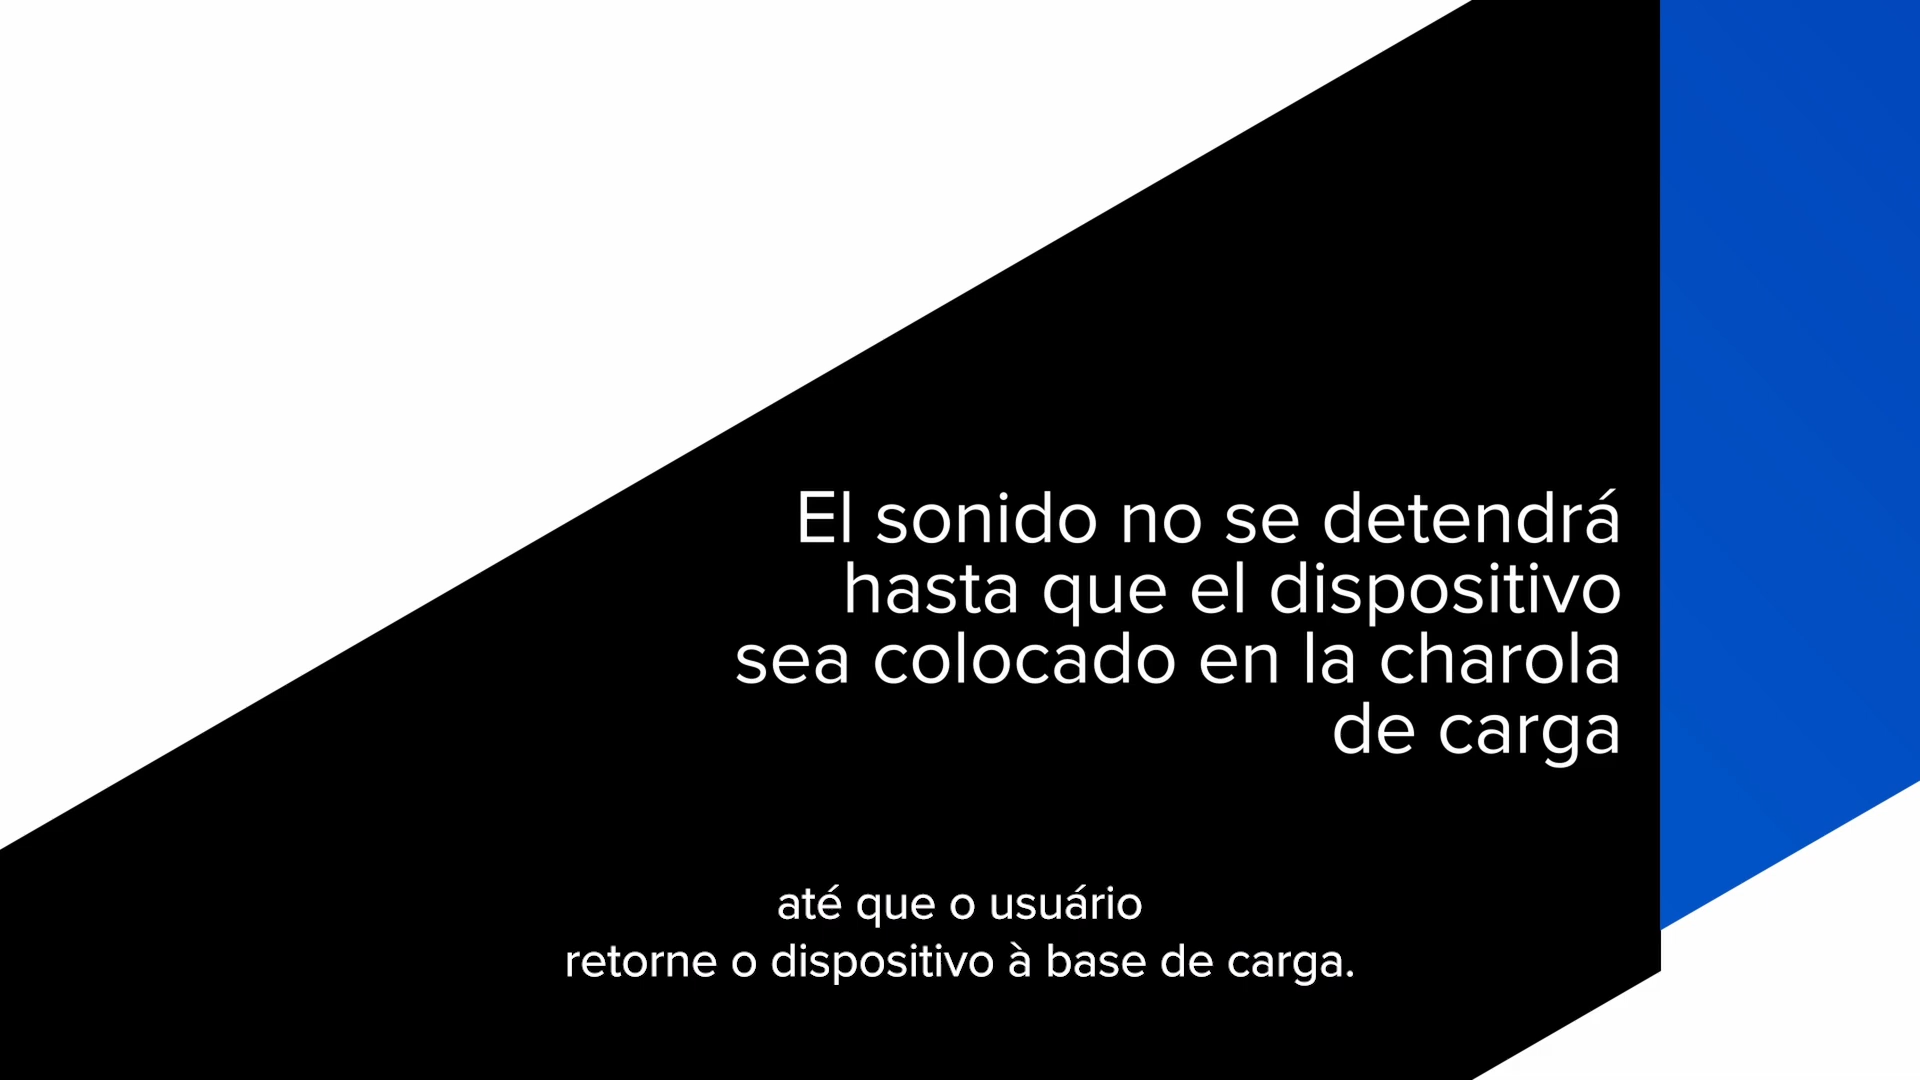 El sonido no se detendrá
hasta que el dispositivo
sea colocado en la charola
de carga
até que o usuário
retorne o dispositivo à base de carga.